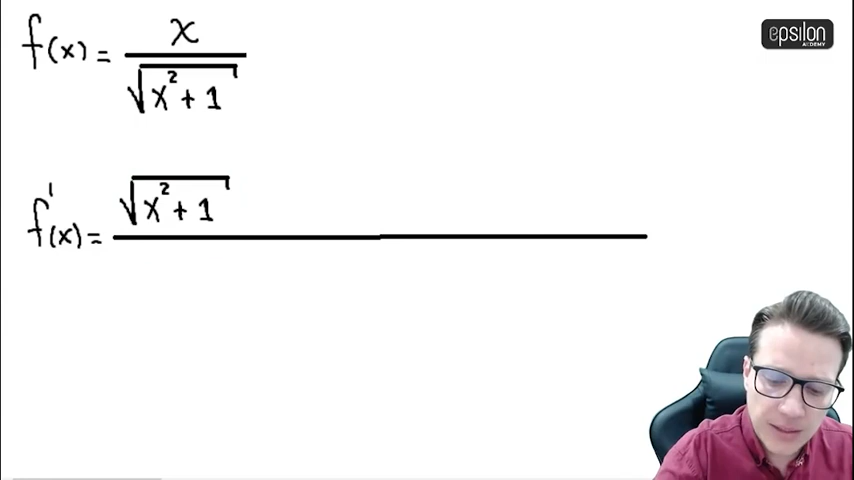 epsilon
ACADEMY
f(x) = x / √(x² + 1)
f'(x) = √(x² + 1)